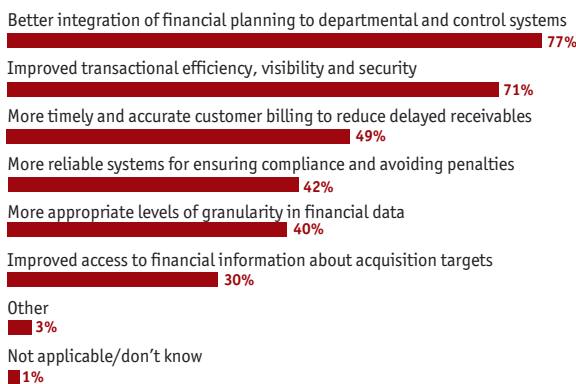 Better integration of financial planning to departmental and control systems
77%
Improved transactional efficiency, visibility and security
71%
More timely and accurate customer billing to reduce delayed receivables
49%
More reliable systems for ensuring compliance and avoiding penalties
42%
More appropriate levels of granularity in financial data
40%
Improved access to financial information about acquisition targets
30%
Other
3%
Not applicable/don’t know
1%